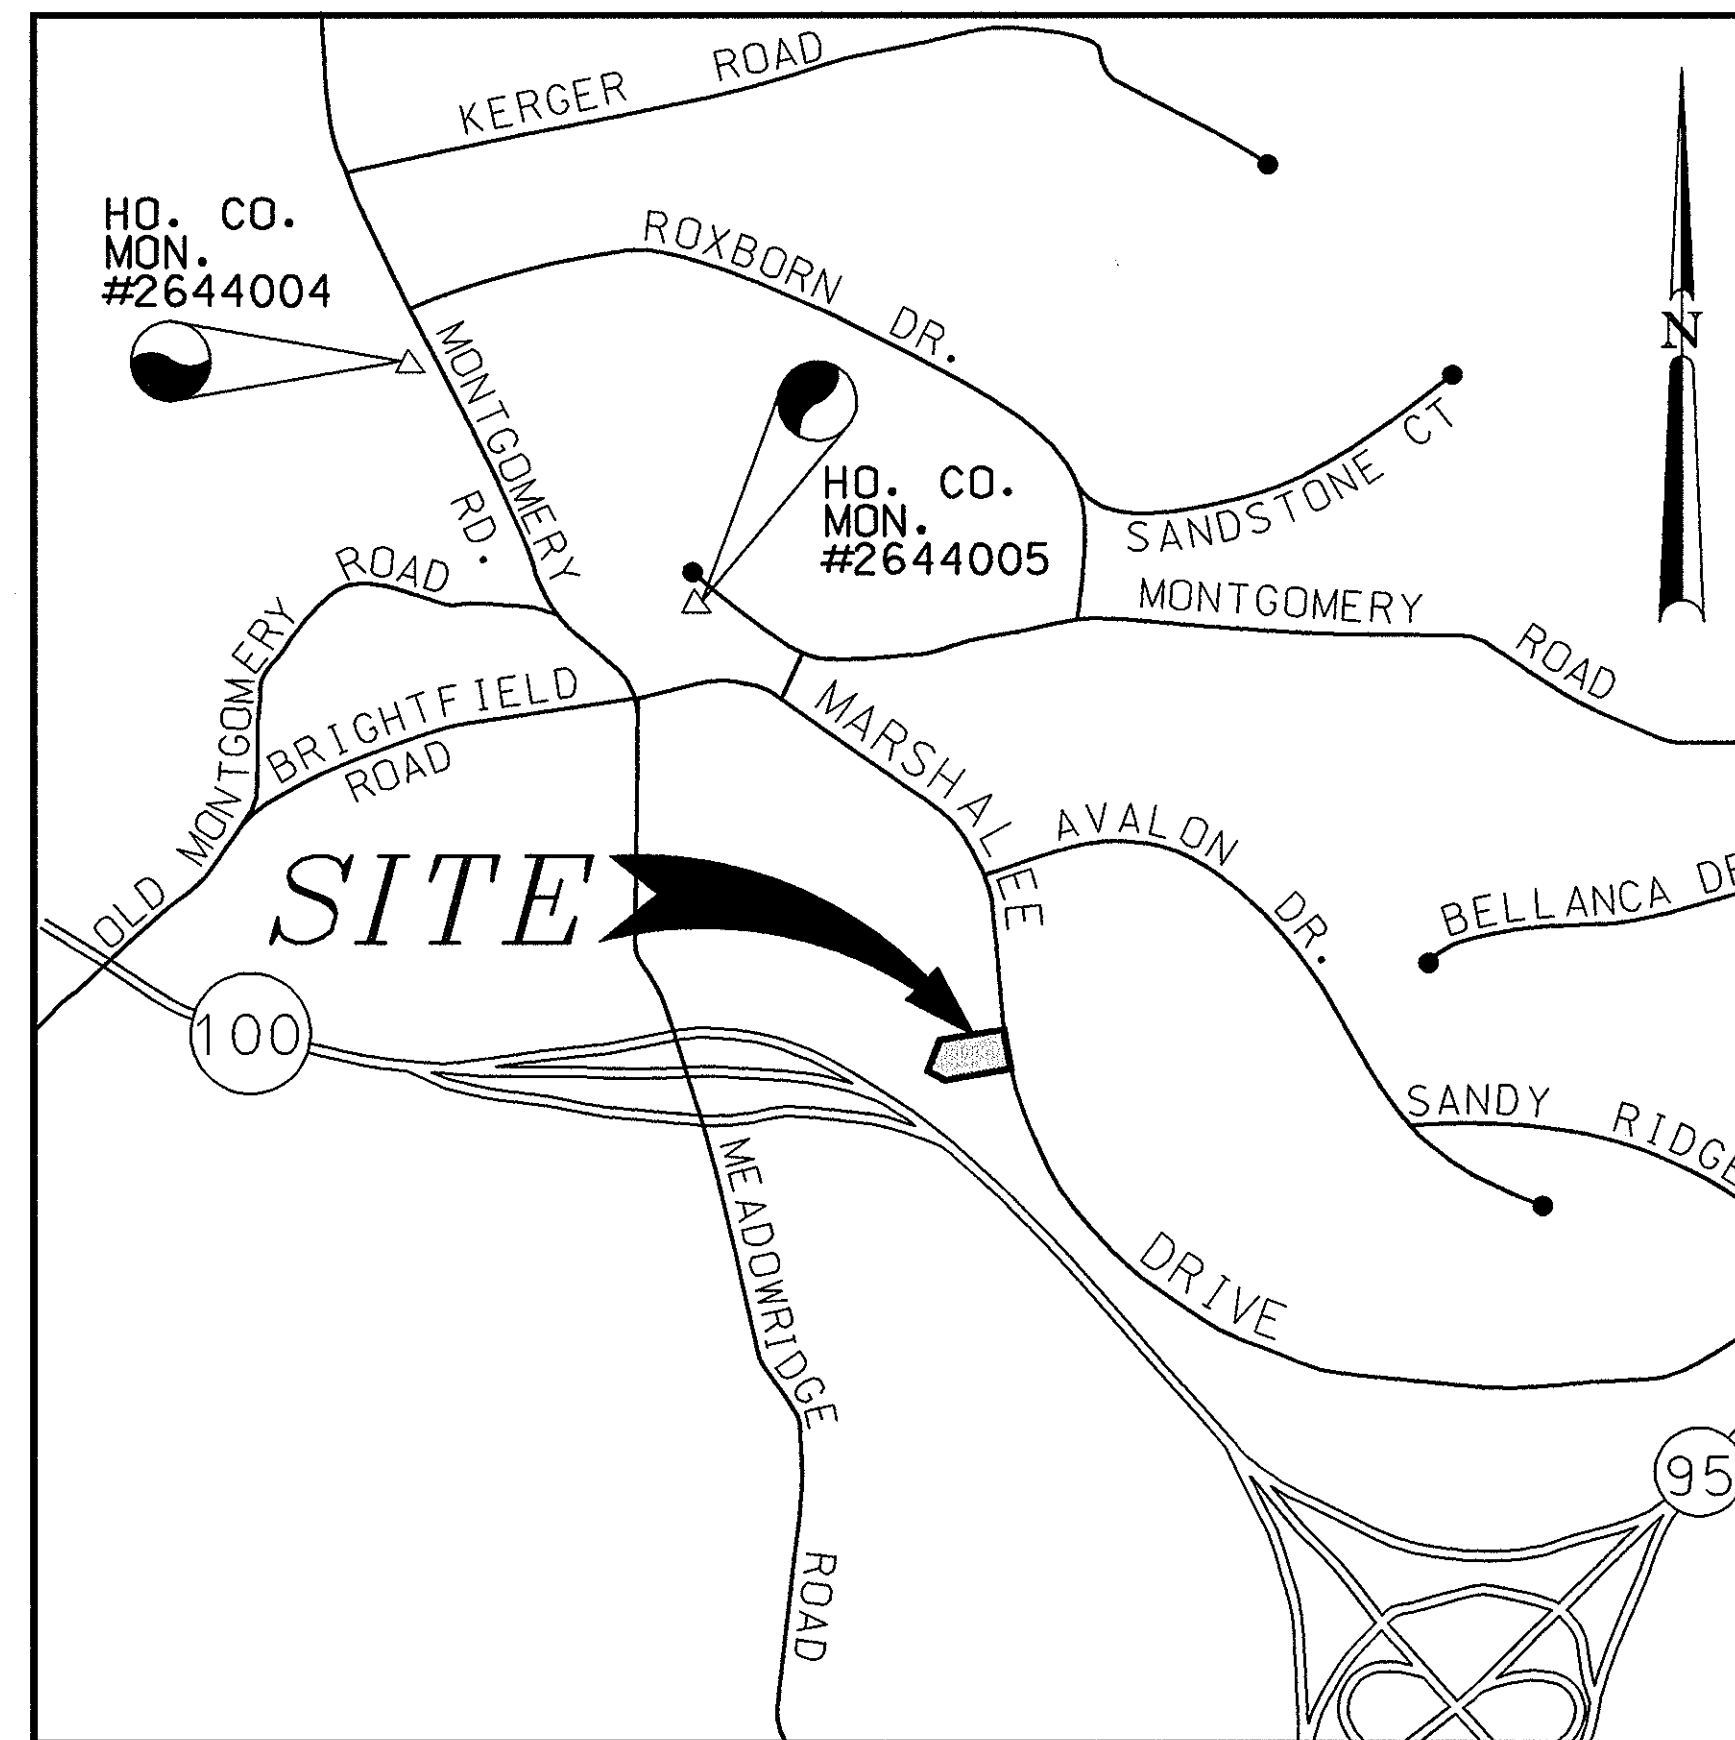 KERGER ROAD
HO. CO.
MON.
#2644004
ROXBORN DR.
N
MONTGOMERY RD.
HO. CO.
MON.
#2644005
SANDSTONE CT
MONTGOMERY ROAD
OLD MONTGOMERY ROAD
BRIGHTFIELD
ROAD
MARSHALEE DRIVE
AVALON DR.
BELLANCA
SITE
100
SANDY RIDGE
MEADOWRIDGE ROAD
95